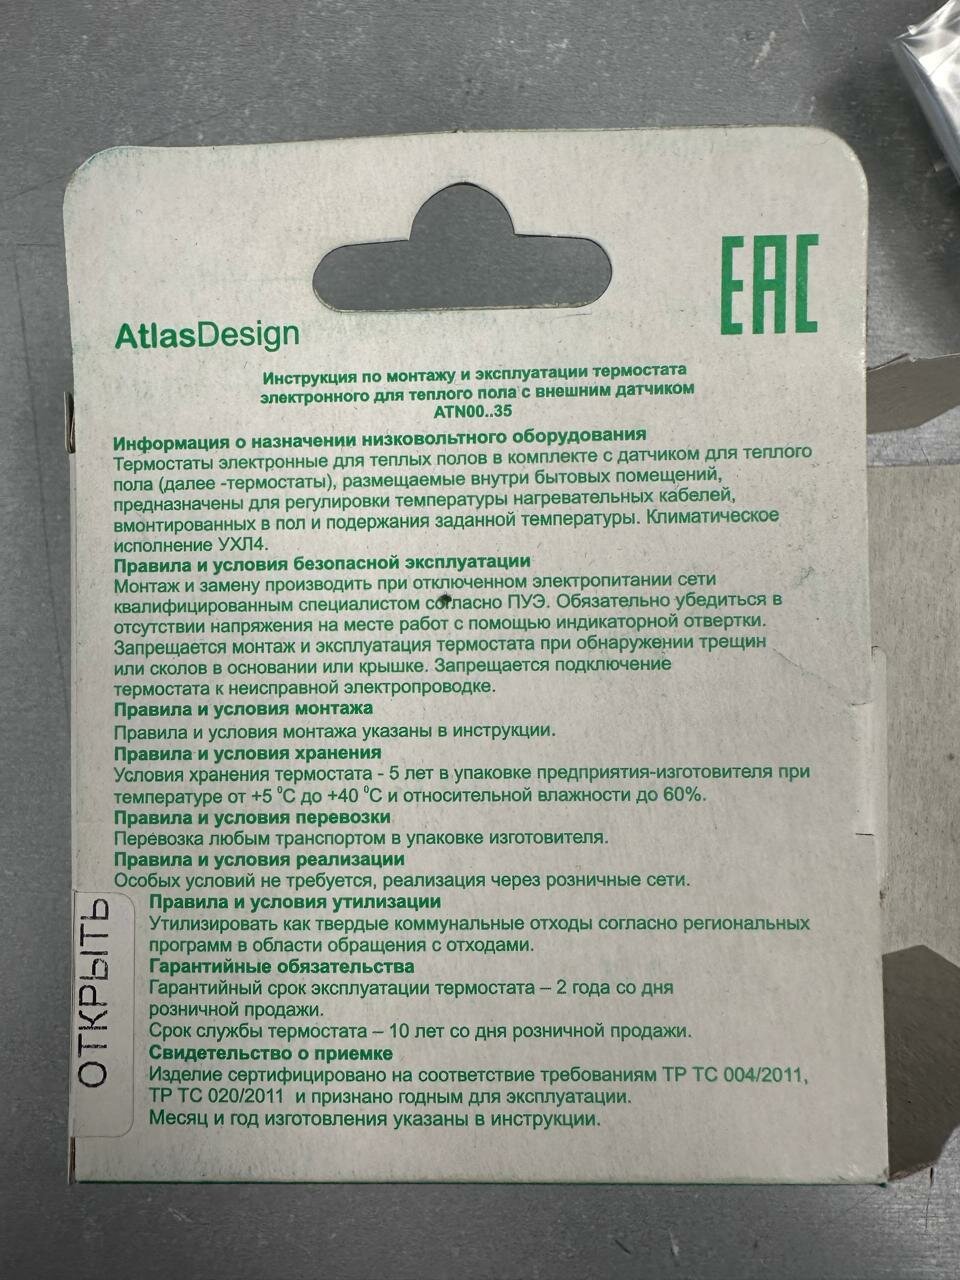 EAC
AtlasDesign
Инструкция по монтажу и эксплуатации термостата
электронного для теплого пола с внешним датчиком
ATN00..35
Информация о назначении низковольтного оборудования
Термостаты электронные для теплых полов в комплекте с датчиком для теплого
пола (далее -термостаты), размещаемые внутри бытовых помещений,
предназначены для регулировки температуры нагревательных кабелей,
вмонтированных в пол и подержания заданной температуры. Климатическое
исполнение УХЛ4.
Правила и условия безопасной эксплуатации
Монтаж и замену производить при отключенном электропитании сети
квалифицированным специалистом согласно ПУЭ. Обязательно убедиться в
отсутствии напряжения на месте работ с помощью индикаторной отвертки.
Запрещается монтаж и эксплуатация термостата при обнаружении трещин
или сколов в основании или крышке. Запрещается подключение
термостата к неисправной электропроводке.
Правила и условия монтажа
Правила и условия монтажа указаны в инструкции.
Правила и условия хранения
Условия хранения термостата - 5 лет в упаковке предприятия-изготовителя при
температуре от +5 ⁰С до +40 ⁰С и относительной влажности до 60%.
Правила и условия перевозки
Перевозка любым транспортом в упаковке изготовителя.
Правила и условия реализации
Особых условий не требуется, реализация через розничные сети.
Правила и условия утилизации
Утилизировать как твердые коммунальные отходы согласно региональных
программ в области обращения с отходами.
Гарантийные обязательства
Гарантийный срок эксплуатации термостата – 2 года со дня
розничной продажи.
Срок службы термостата – 10 лет со дня розничной продажи.
Свидетельство о приемке
Изделие сертифицировано на соответствие требованиям ТР ТС 004/2011,
ТР ТС 020/2011 и признано годным для эксплуатации.
Месяц и год изготовления указаны в инструкции.
ОТКРЫТЬ